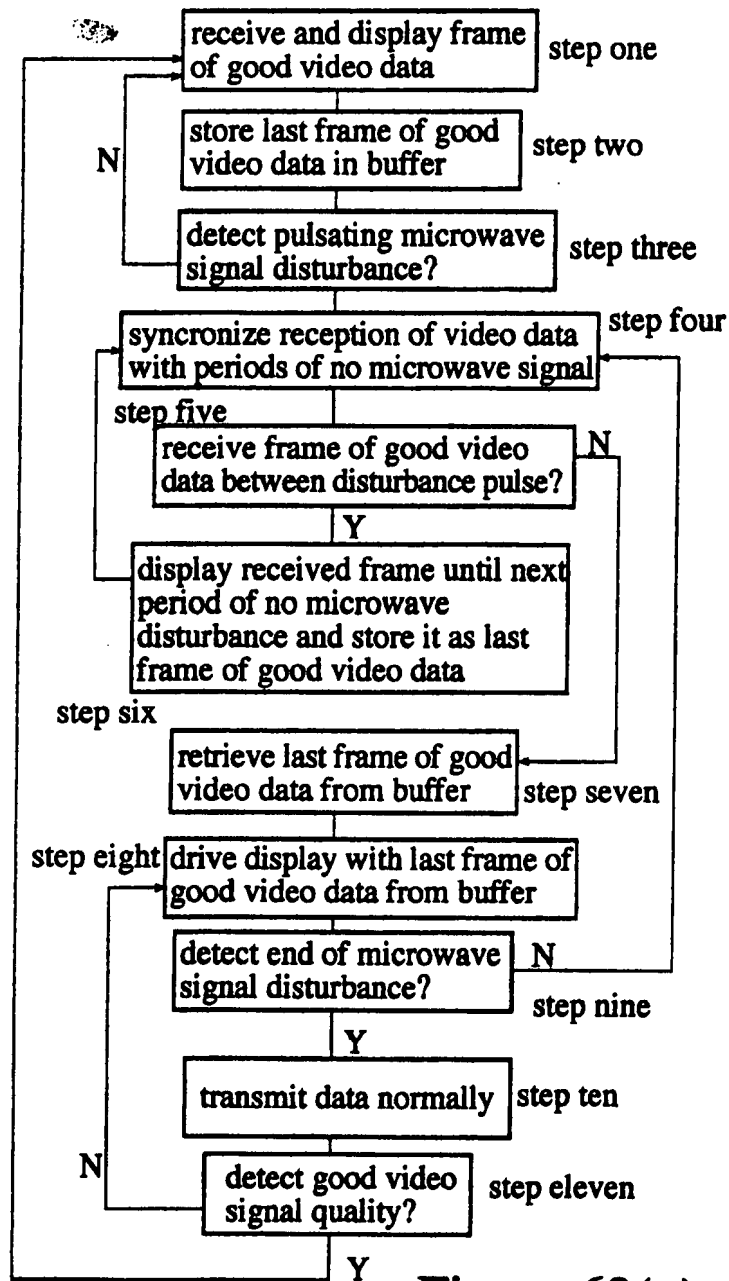 receive and display frame
of good video data
step one
store last frame of good
video data in buffer
step two
N
detect pulsating microwave
signal disturbance?
step three
syncronize reception of video data
with periods of no microwave signal
step four
step five
receive frame of good video
data between disturbance pulse?
N
Y
display received frame until next
period of no microwave
disturbance and store it as last
frame of good video data
step six
retrieve last frame of good
video data from buffer
step seven
step eight
drive display with last frame of
good video data from buffer
detect end of microwave
signal disturbance?
N
step nine
Y
transmit data normally
step ten
N
detect good video
signal quality?
step eleven
Y